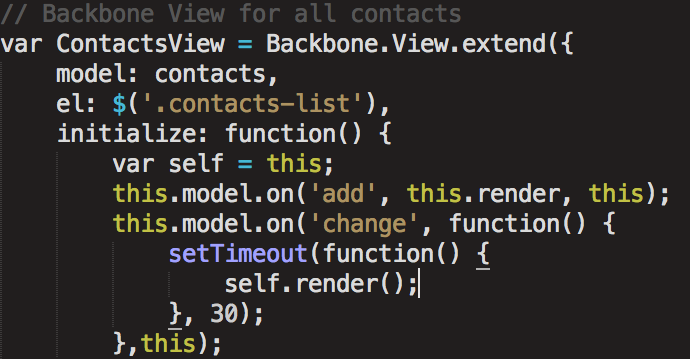 // Backbone View for all contacts
var ContactsView = Backbone.View.extend({
    model: contacts,
    el: $('.contacts-list'),
    initialize: function() {
        var self = this;
        this.model.on('add', this.render, this);
        this.model.on('change', function() {
            setTimeout(function() {
                self.render();
            }, 30);
        },this);